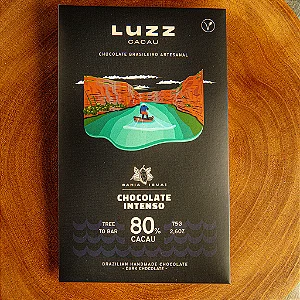 LUZZ
CACAU
CHOCOLATE BRASILEIRO ARTESANAL
BAHIA IGUAÍ
CHOCOLATE
INTENSO
TREE 80% 75G
TO BAR CACAU 2,6OZ
BRAZILIAN HANDMADE CHOCOLATE
- DARK CHOCOLATE -